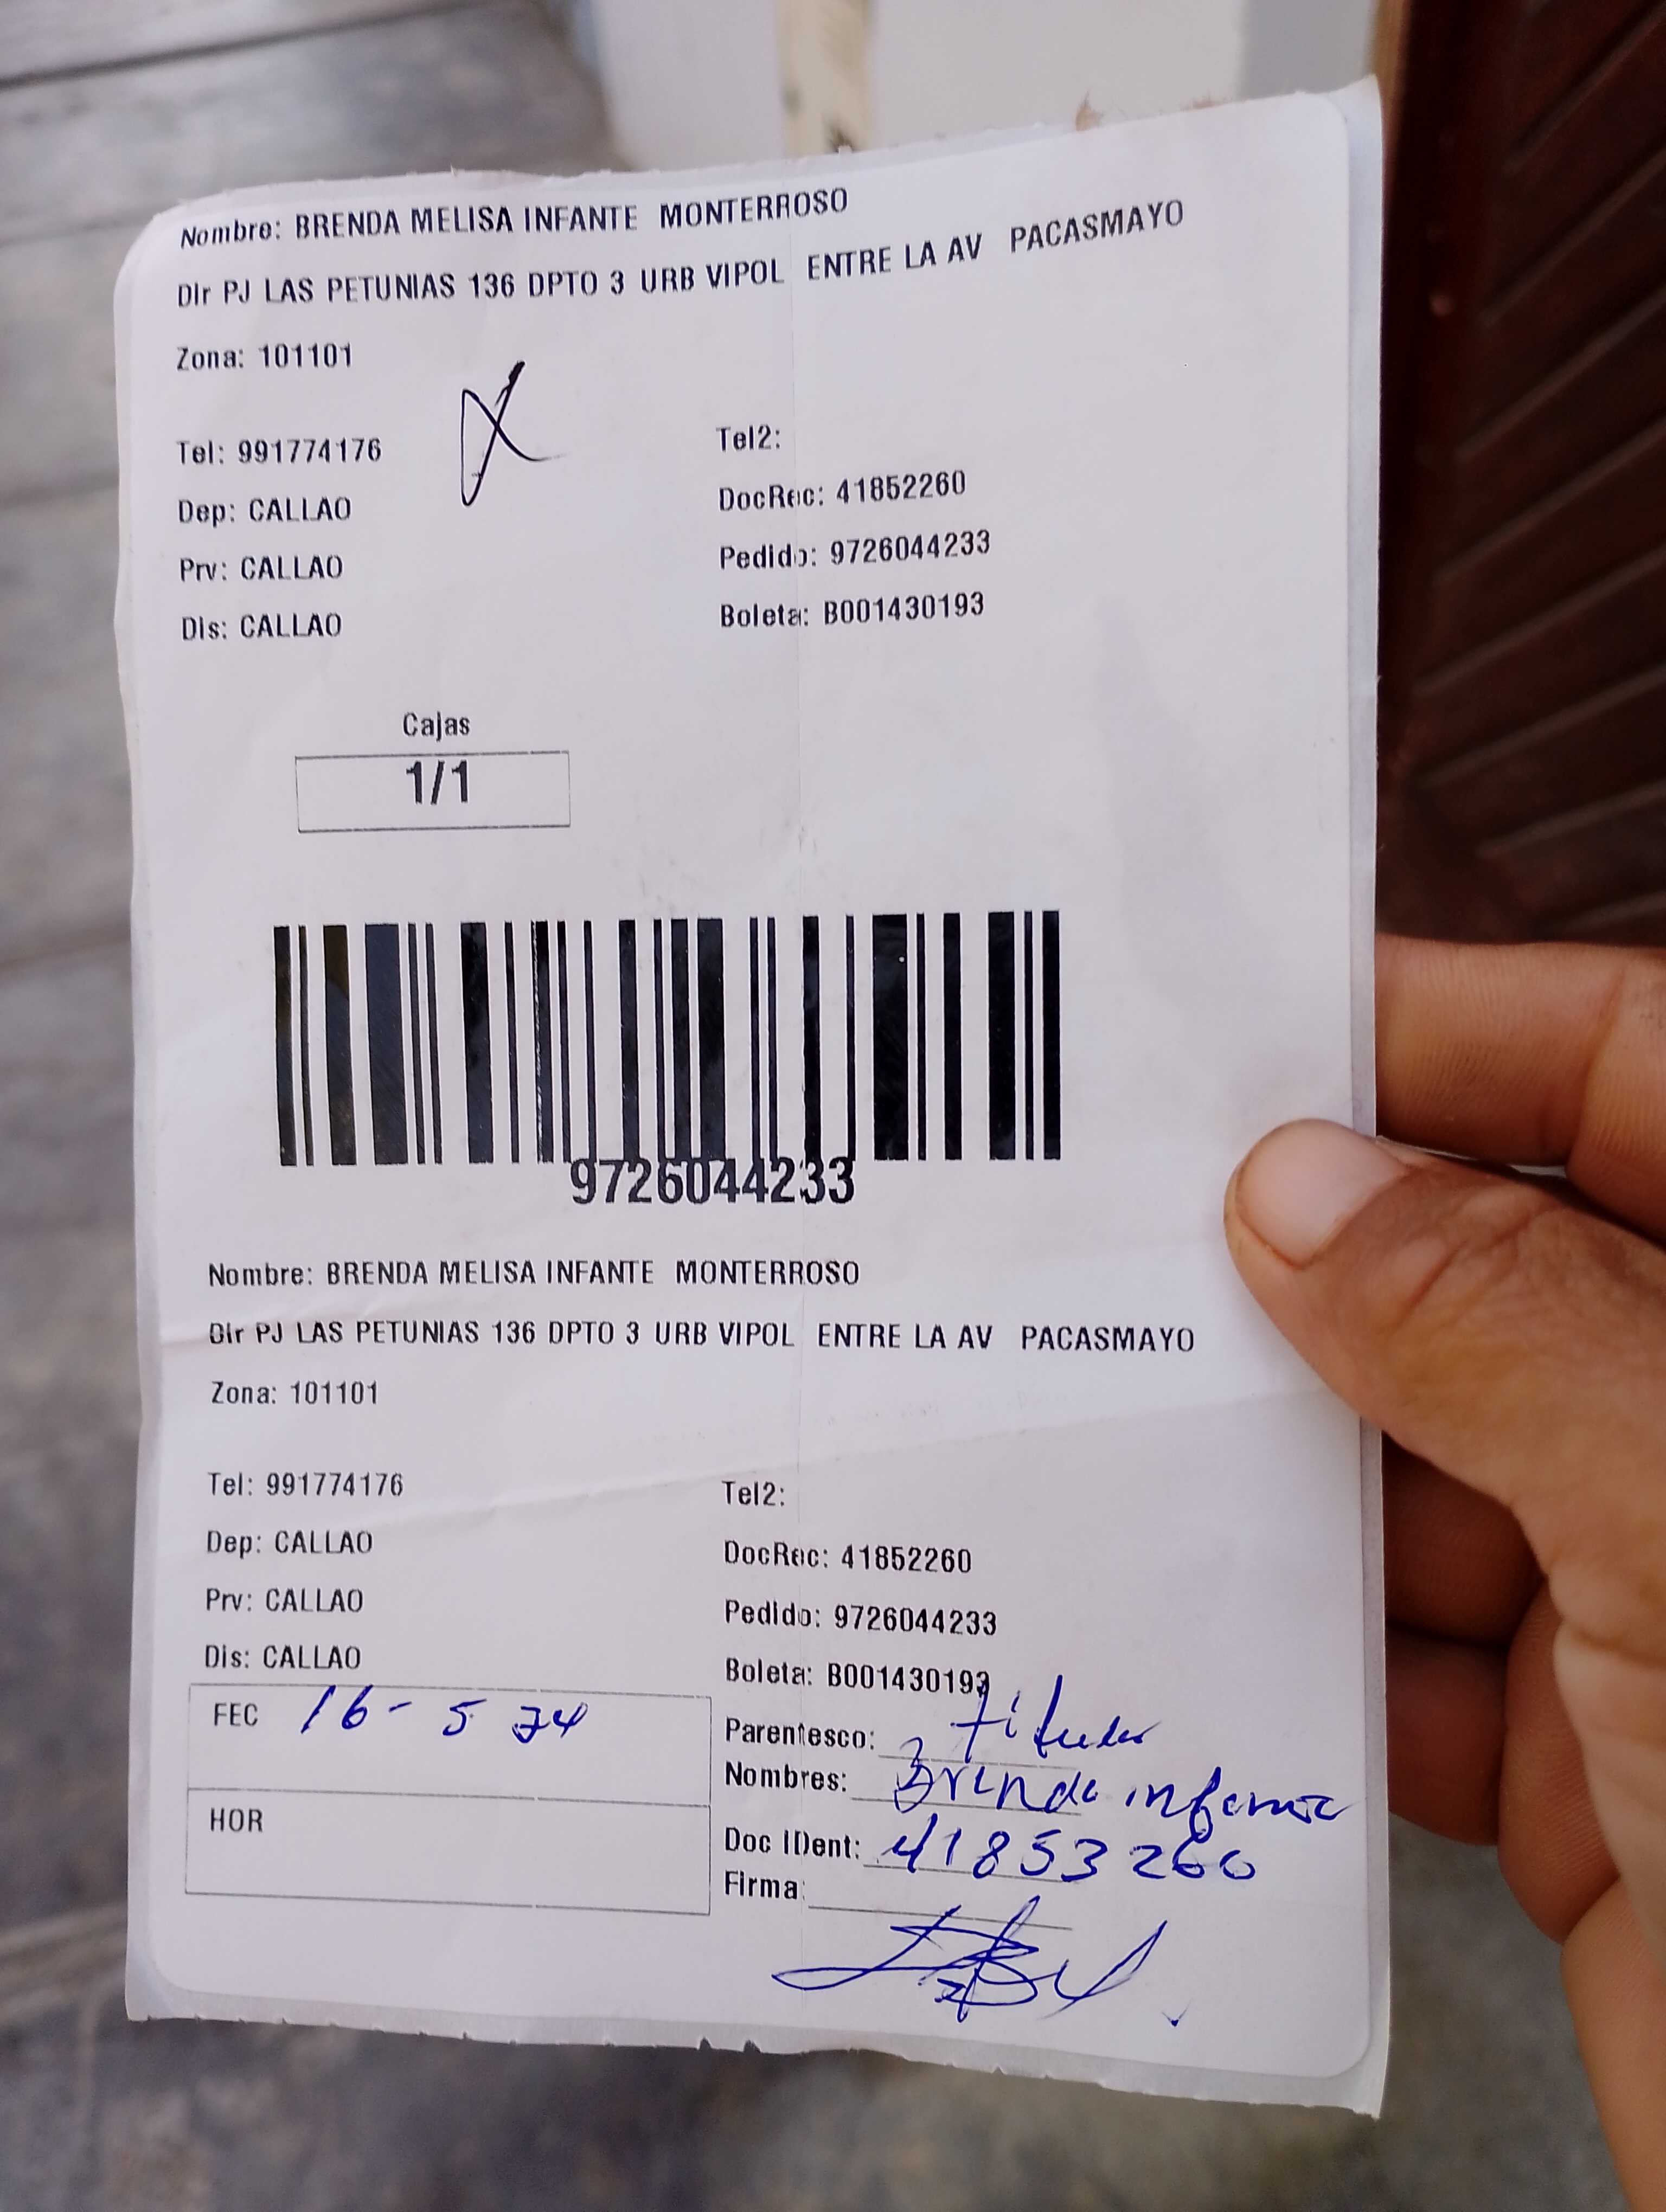 Nombre: BRENDA MELISA INFANTE MONTERROSO
Dir PJ LAS PETUNIAS 136 DPTO 3 URB VIPOL ENTRE LA AV PACASMAYO
Zona: 101101
Tel: 991774176
Tel2:
Dep: CALLAO
DocRec: 41852260
Prv: CALLAO
Pedido: 9726044233
Dis: CALLAO
Boleta: B001430193
Cajas
1/1
9726044233
Nombre: BRENDA MELISA INFANTE MONTERROSO
Dir PJ LAS PETUNIAS 136 DPTO 3 URB VIPOL ENTRE LA AV PACASMAYO
Zona: 101101
Tel: 991774176
Tel2:
Dep: CALLAO
DocRec: 41852260
Prv: CALLAO
Pedido: 9726044233
Dis: CALLAO
Boleta: B001430193
FEC 16-5 24
Parentesco: titular
Nombres: Brenda infante
HOR
Doc IDent: 41853260
Firma: